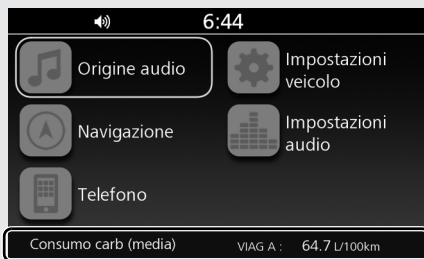 6:44
Origine audio
Impostazioni
veicolo
Navigazione
Impostazioni
audio
Telefono
Consumo carb (media) VIAG A : 64.7 L/100km